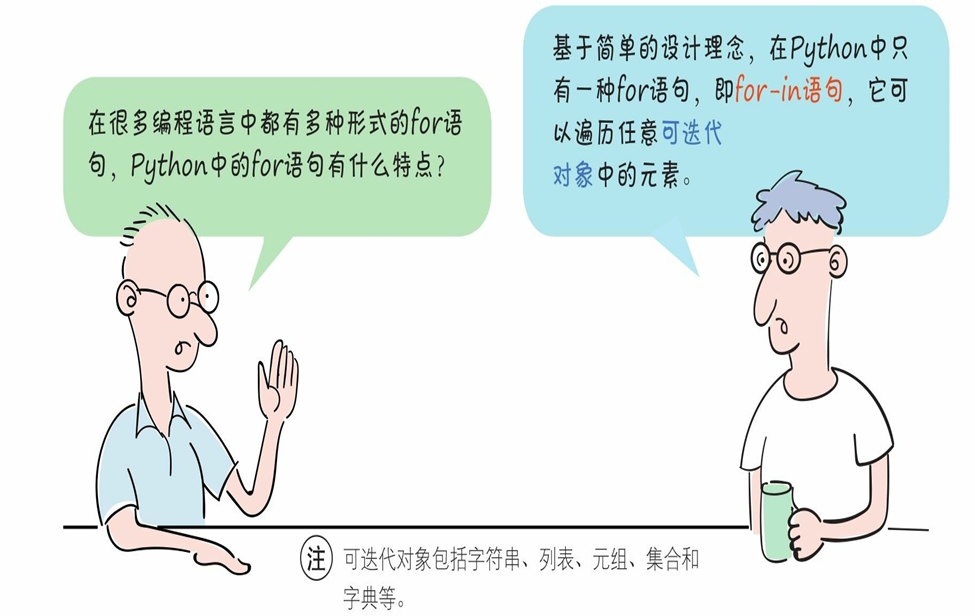 在很多编程语言中都有多种形式的for语
句，Python中的for语句有什么特点？
基于简单的设计理念，在Python中只
有一种for语句，即for-in语句，它可
以遍历任意可迭代
对象中的元素。
注 可迭代对象包括字符串、列表、元组、集合和
字典等。